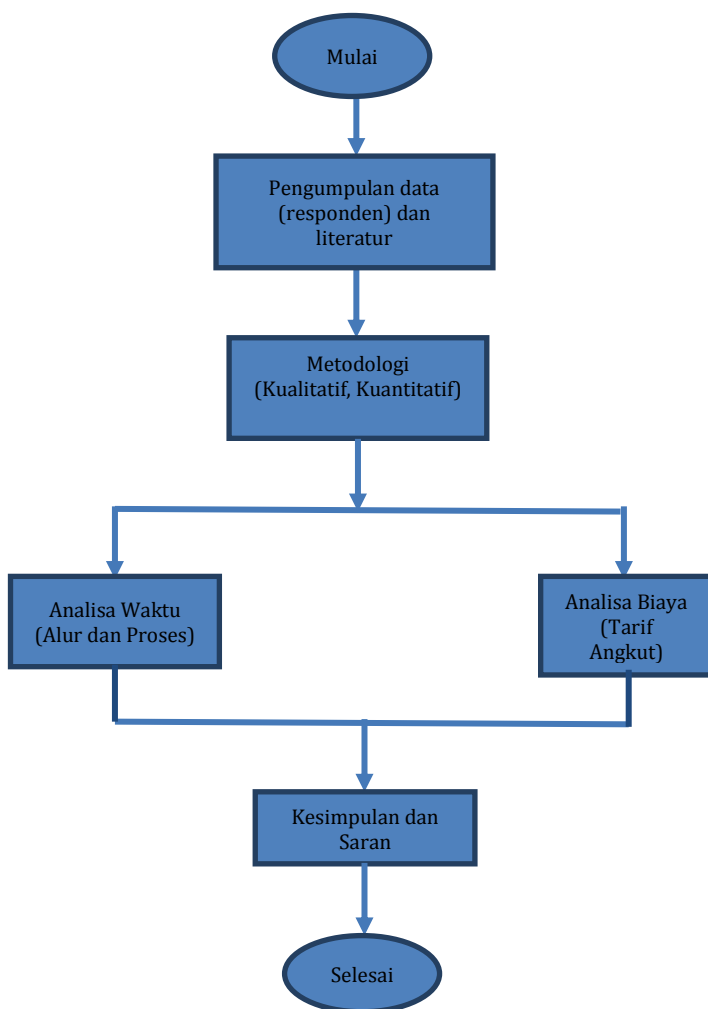 Mulai
Pengumpulan data
(responden) dan
literatur
Metodologi
(Kualitatif, Kuantitatif)
Analisa Waktu
(Alur dan Proses)
Analisa Biaya
(Tarif
Angkut)
Kesimpulan dan
Saran
Selesai